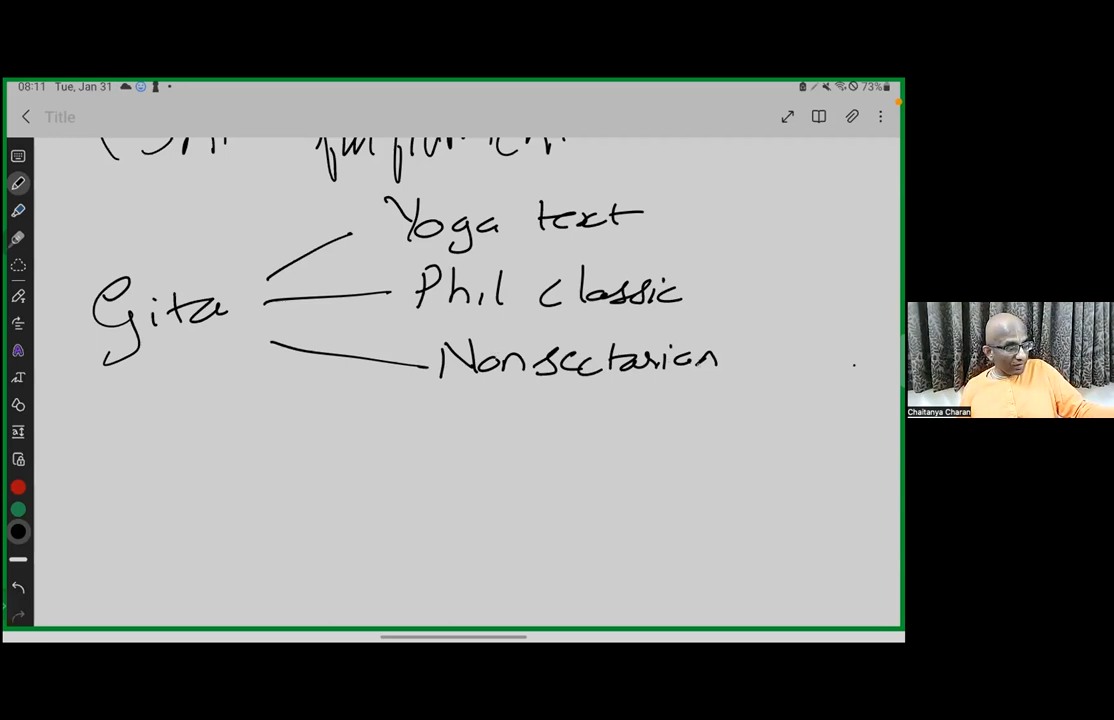 08:11 Tue, Jan 31 73%
Title
Yoga text
Phil classic
Gita
Nonsectarian
Chaitanya Charan